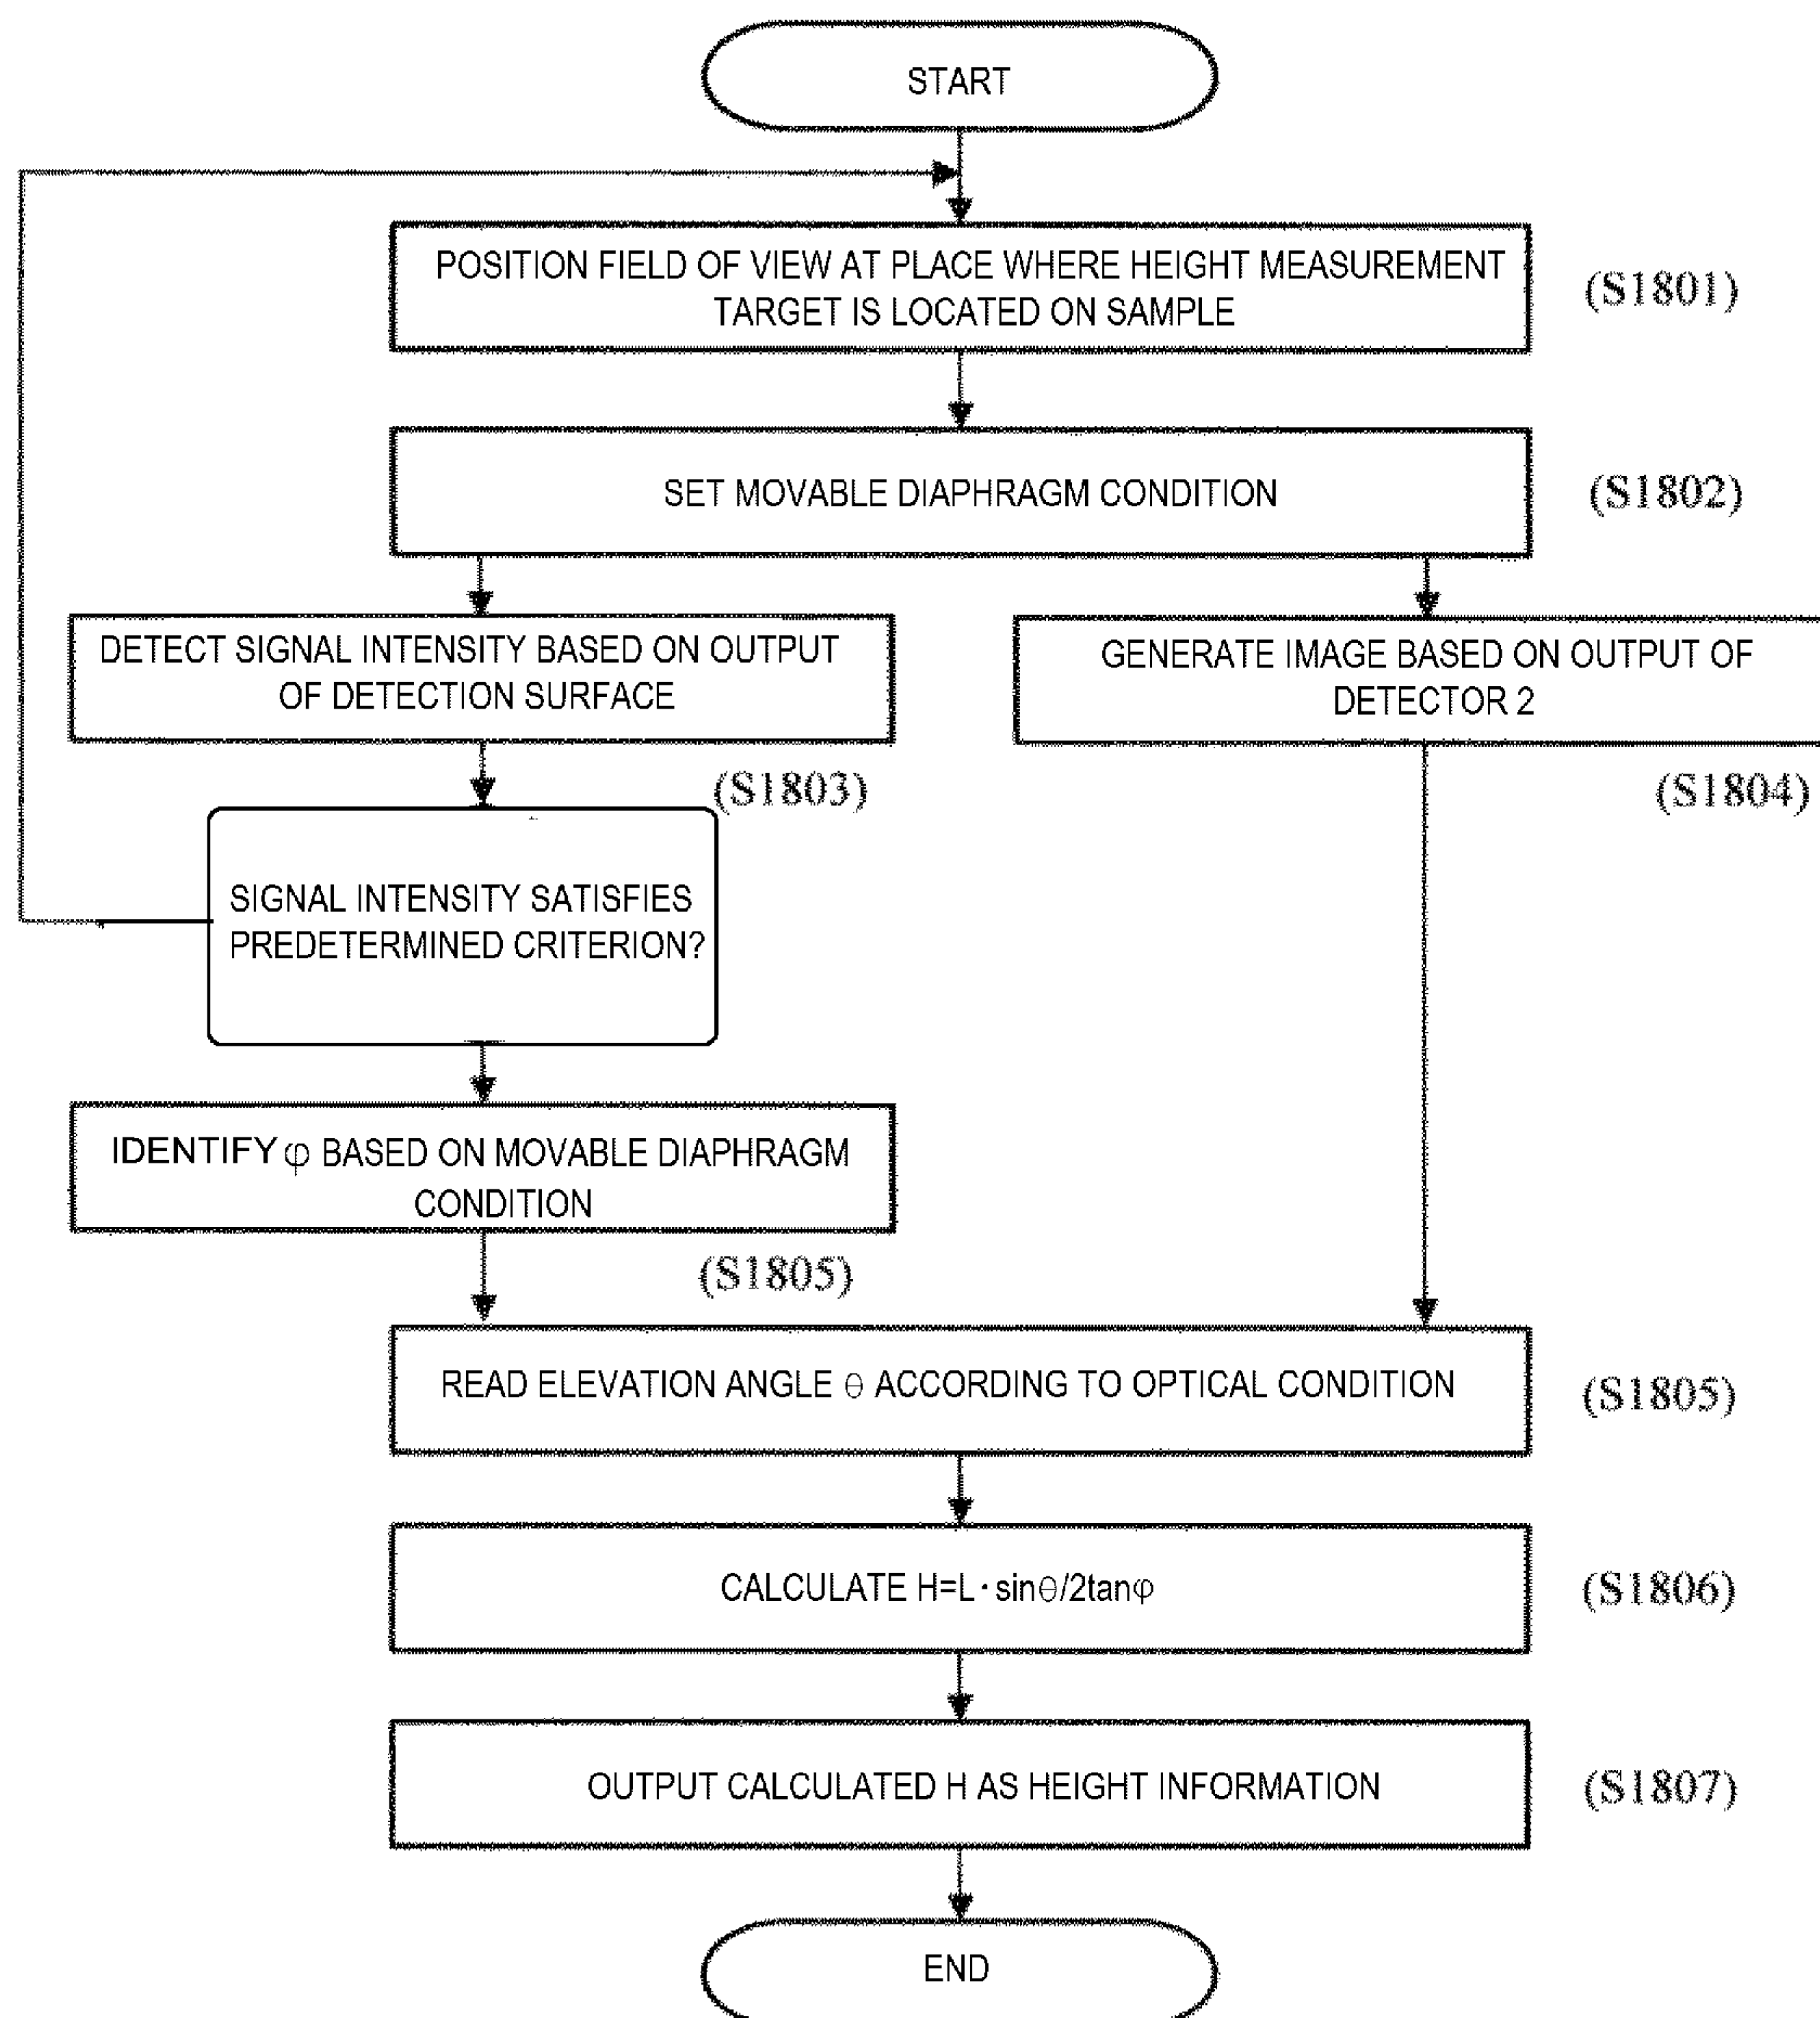 START
POSITION FIELD OF VIEW AT PLACE WHERE HEIGHT MEASUREMENT
TARGET IS LOCATED ON SAMPLE
(S1801)
SET MOVABLE DIAPHRAGM CONDITION
(S1802)
DETECT SIGNAL INTENSITY BASED ON OUTPUT
OF DETECTION SURFACE
(S1803)
GENERATE IMAGE BASED ON OUTPUT OF
DETECTOR 2
(S1804)
SIGNAL INTENSITY SATISFIES
PREDETERMINED CRITERION?
IDENTIFY φ BASED ON MOVABLE DIAPHRAGM
CONDITION
(S1805)
READ ELEVATION ANGLE θ ACCORDING TO OPTICAL CONDITION
(S1805)
CALCULATE H=L·sinθ/2tanφ
(S1806)
OUTPUT CALCULATED H AS HEIGHT INFORMATION
(S1807)
END